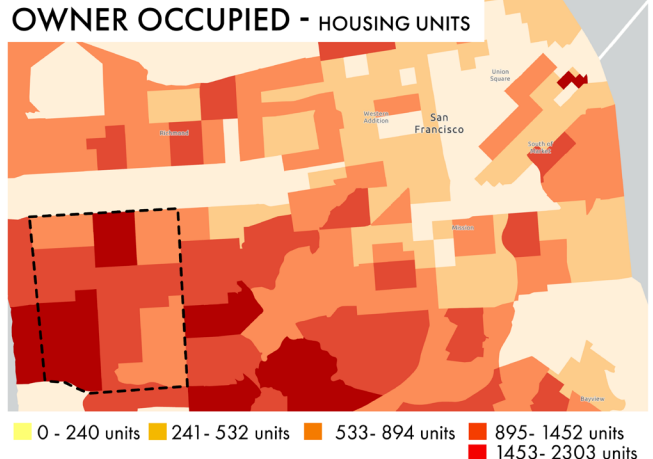 OWNER OCCUPIED - HOUSING UNITS
Union
Square
Western
Addition
San
Francisco
Richmond
South of
Market
Mission
Bayview
0 - 240 units
241- 532 units
533- 894 units
895- 1452 units
1453- 2303 units